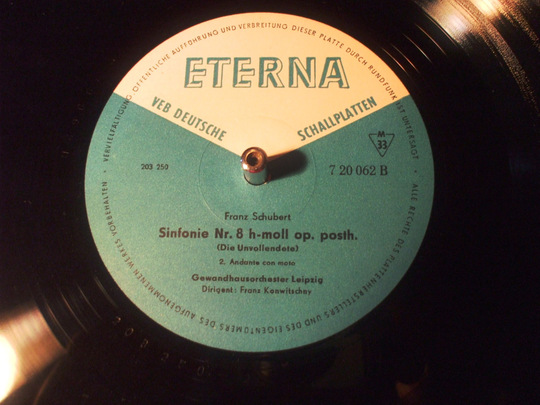 VERVIELFÄLTIGUNG, ÖFFENTLICHE AUFFÜHRUNG UND VERBREITUNG DIESER PLATTE DURCH RUNDFUNK IST UNTERSAGT · ALLE RECHTE DES PLATTENHERSTELLERS UND DES EIGENTÜMERS DES AUFGENOMMENEN WERKES VORBEHALTEN ·
ETERNA
VEB DEUTSCHE SCHALLPLATTEN
M
33
203 250
7 20 062 B
Franz Schubert
Sinfonie Nr. 8 h-moll op. posth.
(Die Unvollendete)
2. Andante con moto
Gewandhausorchester Leipzig
Dirigent: Franz Konwitschny